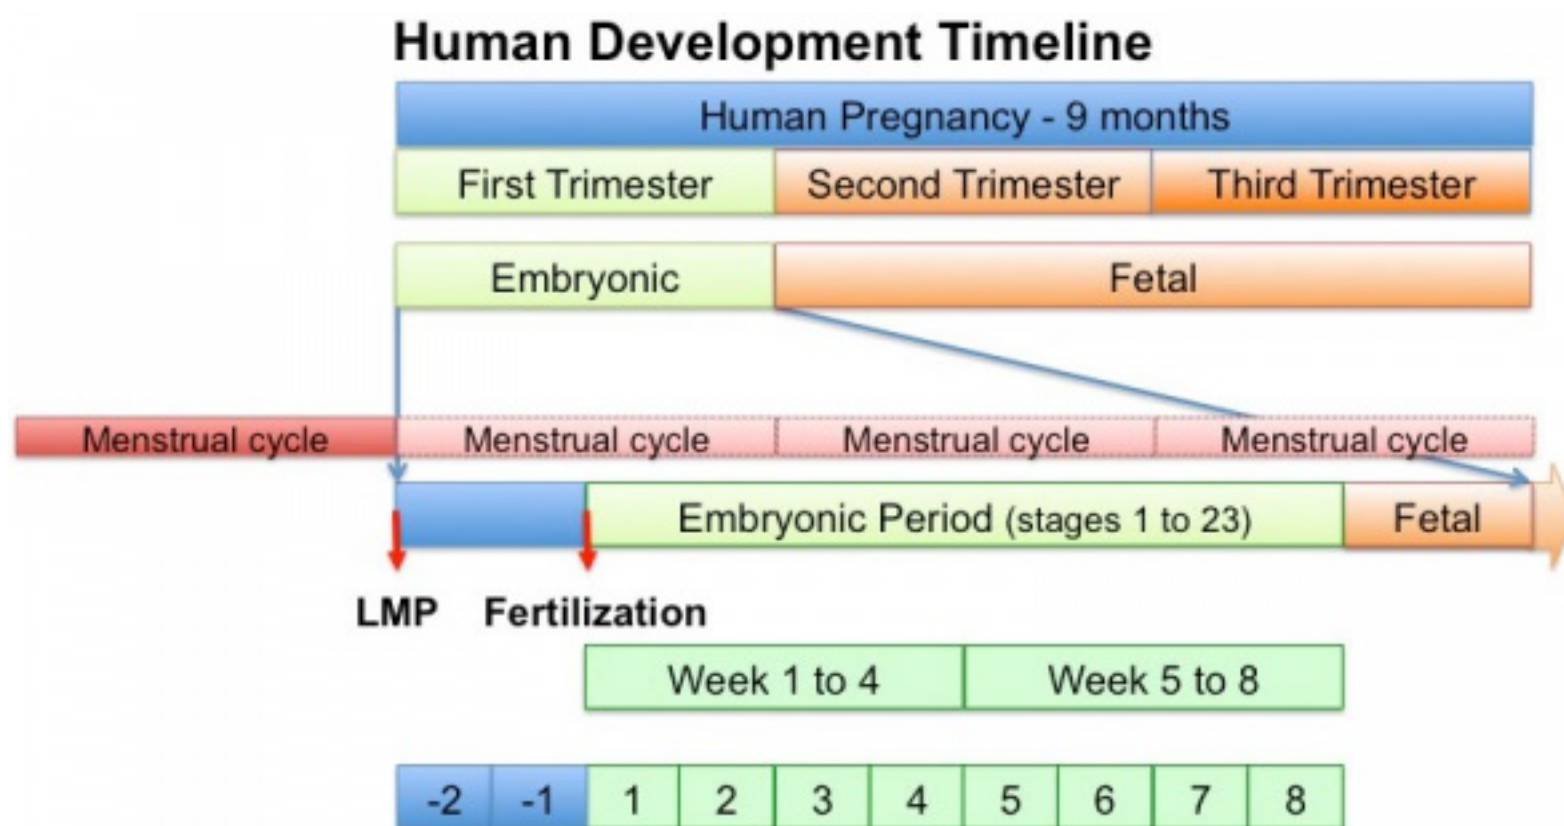 Human Development Timeline
Human Pregnancy - 9 months
First Trimester Second Trimester Third Trimester
Embryonic Fetal
Menstrual cycle Menstrual cycle Menstrual cycle Menstrual cycle
Embryonic Period (stages 1 to 23) Fetal
LMP Fertilization
Week 1 to 4 Week 5 to 8
-2 -1 1 2 3 4 5 6 7 8